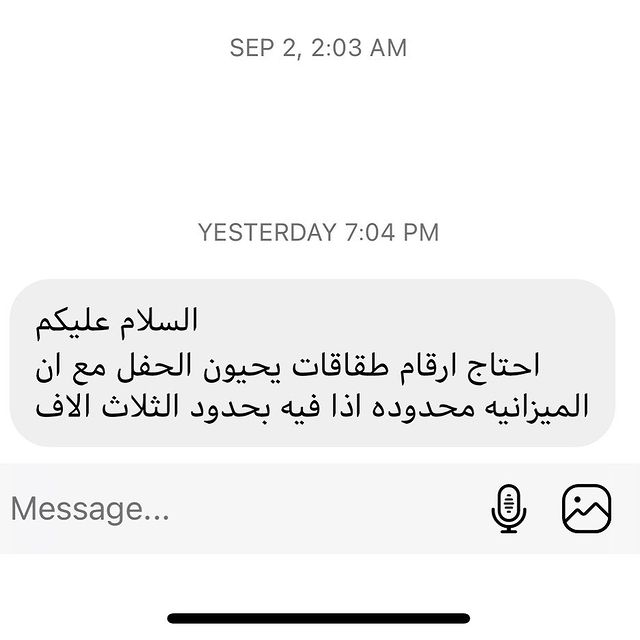 SEP 2, 2:03 AM
YESTERDAY 7:04 PM
السلام عليكم
احتاج ارقام طقاقات يحيون الحفل مع ان
الميزانيه محدوده اذا فيه بحدود الثلاث الاف
Message...